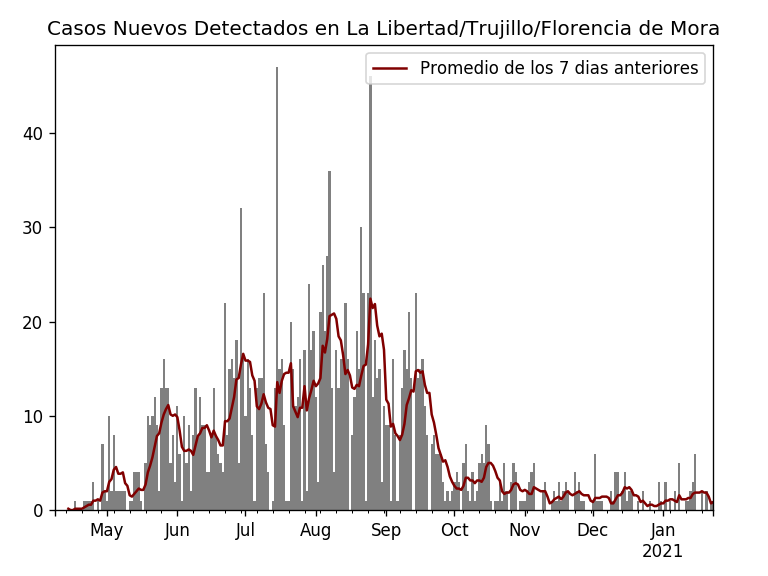 Casos Nuevos Detectados en La Libertad/Trujillo/Florencia de Mora
Promedio de los 7 dias anteriores
40
30
20
10
0
May Jun Jul Aug Sep Oct Nov Dec Jan
2021